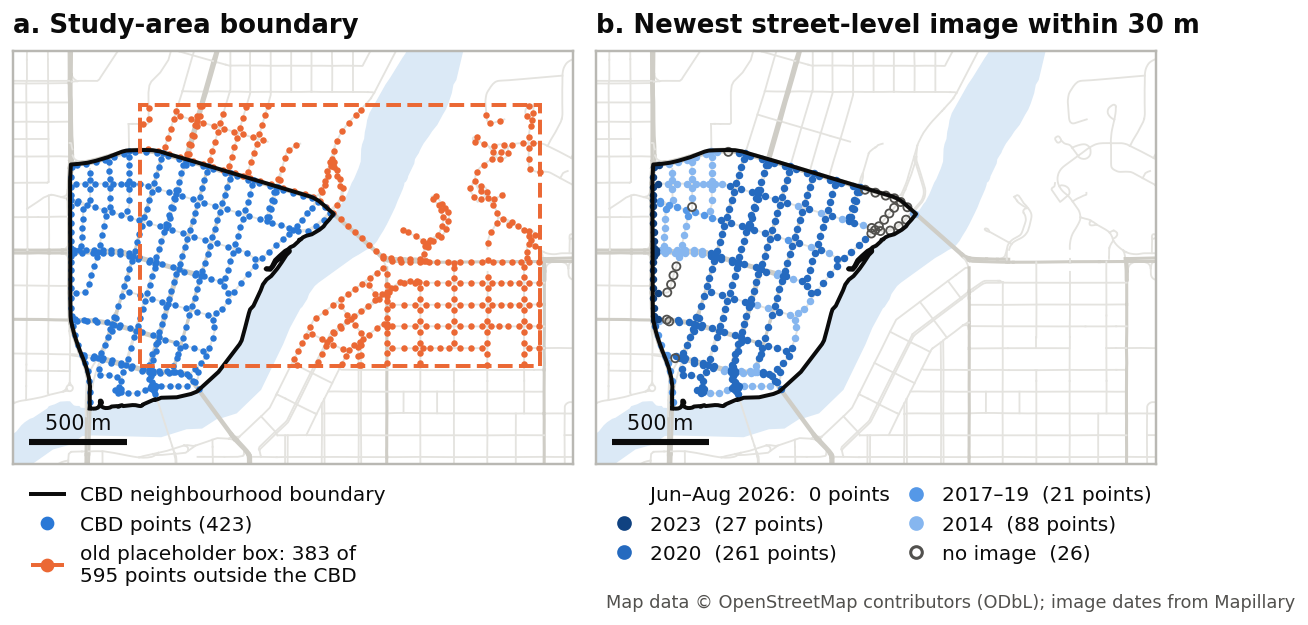 a. Study-area boundary
b. Newest street-level image within 30 m
500 m
500 m
CBD neighbourhood boundary
CBD points (423)
old placeholder box: 383 of
595 points outside the CBD
Jun–Aug 2026:  0 points
2023  (27 points)
2020  (261 points)
2017–19  (21 points)
2014  (88 points)
no image  (26)
Map data © OpenStreetMap contributors (ODbL); image dates from Mapillary